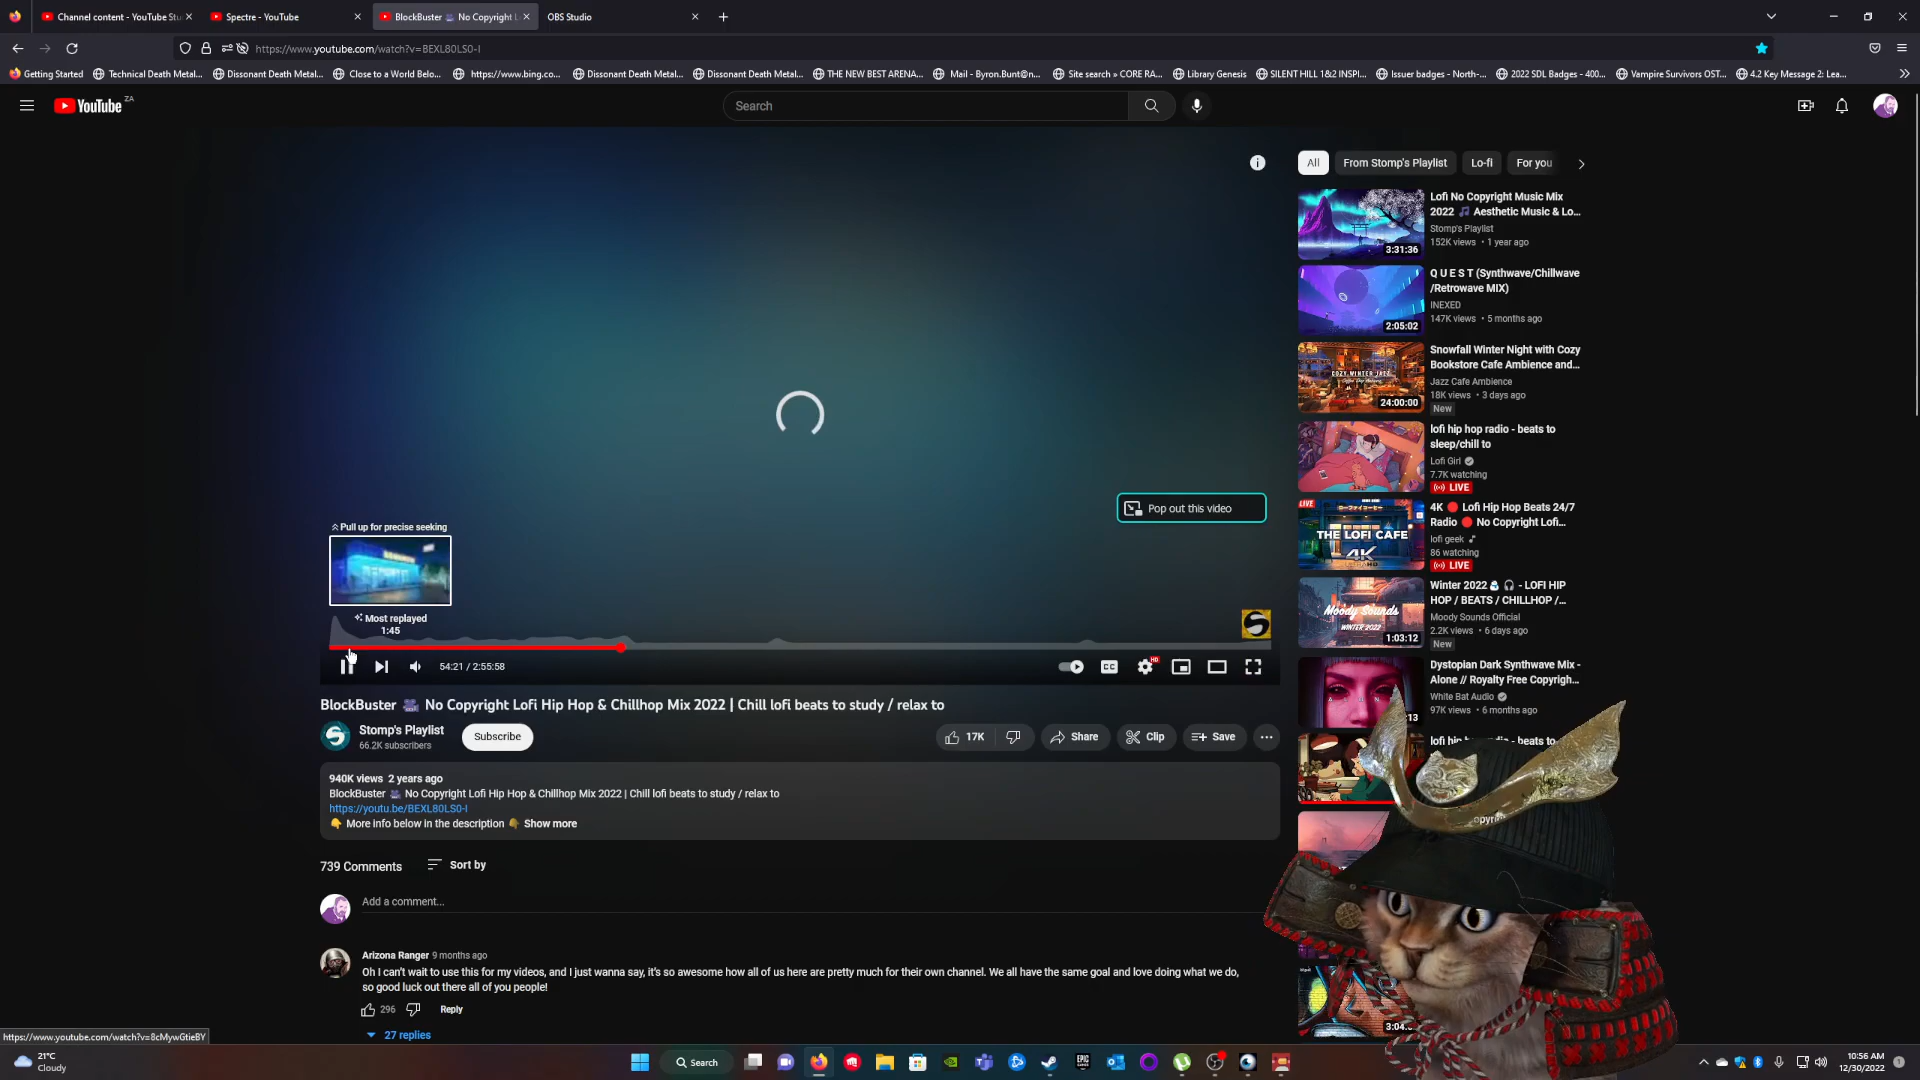 Channel content - YouTube Stu
Spectre - YouTube
BlockBuster 🎥 No Copyright L
OBS Studio
https://www.youtube.com/watch?v=BEXL80LS0-I
Getting Started
Technical Death Metal...
Dissonant Death Metal...
Close to a World Belo...
https://www.bing.co...
Dissonant Death Metal...
Dissonant Death Metal...
THE NEW BEST ARENA...
Mail - Byron.Bunt@n...
Site search » CORE RA...
Library Genesis
SILENT HILL 1&2 INSPI...
Issuer badges - North-...
2022 SDL Badges - 400...
Vampire Survivors OST...
4.2 Key Message 2: Lea...
YouTube ZA
Search
All
From Stomp's Playlist
Lo-fi
For you
Lofi No Copyright Music Mix
2022 🎵 Aesthetic Music & Lo...
Stomp's Playlist
152K views • 1 year ago
3:31:36
Q U E S T (Synthwave/Chillwave
/Retrowave MIX)
INEXED
147K views • 5 months ago
2:05:02
Snowfall Winter Night with Cozy
Bookstore Cafe Ambience and...
Jazz Cafe Ambience
18K views • 3 days ago
New
COZY WINTER JAZZ
24:00:00
lofi hip hop radio - beats to
sleep/chill to
Lofi Girl
7.7K watching
LIVE
4K 🔴 Lofi Hip Hop Beats 24/7
Radio 🔴 No Copyright Lofi...
lofi geek
86 watching
LIVE
LIVE
THE LOFI CAFE
4K
Winter 2022⛄ 🎧 - LOFI HIP
HOP / BEATS / CHILLHOP /...
Moody Sounds Official
2.2K views • 6 days ago
New
Moody Sounds
WINTER 2022
1:03:12
Dystopian Dark Synthwave Mix -
Alone // Royalty Free Copyrigh...
White Bat Audio
97K views • 6 months ago
:13
3:04:
Pop out this video
Pull up for precise seeking
Most replayed
1:45
54:21 / 2:55:58
CC
HD
BlockBuster 🎥 No Copyright Lofi Hip Hop & Chillhop Mix 2022 | Chill lofi beats to study / relax to
Stomp's Playlist
66.2K subscribers
Subscribe
17K
Share
Clip
Save
940K views 2 years ago
BlockBuster 🎥 No Copyright Lofi Hip Hop & Chillhop Mix 2022 | Chill lofi beats to study / relax to
https://youtu.be/BEXL80LS0-I
👇 More info below in the description 👇 Show more
739 Comments
Sort by
Add a comment...
Arizona Ranger 9 months ago
Oh I can't wait to use this for my videos, and I just wanna say, it's so awesome how all of us here are pretty much for their own channel. We all have the same goal and love doing what we do,
so good luck out there all of you people!
296
Reply
27 replies
https://www.youtube.com/watch?v=8cMywGtieBY
21°C
Cloudy
Search
10:56 AM
12/30/2022